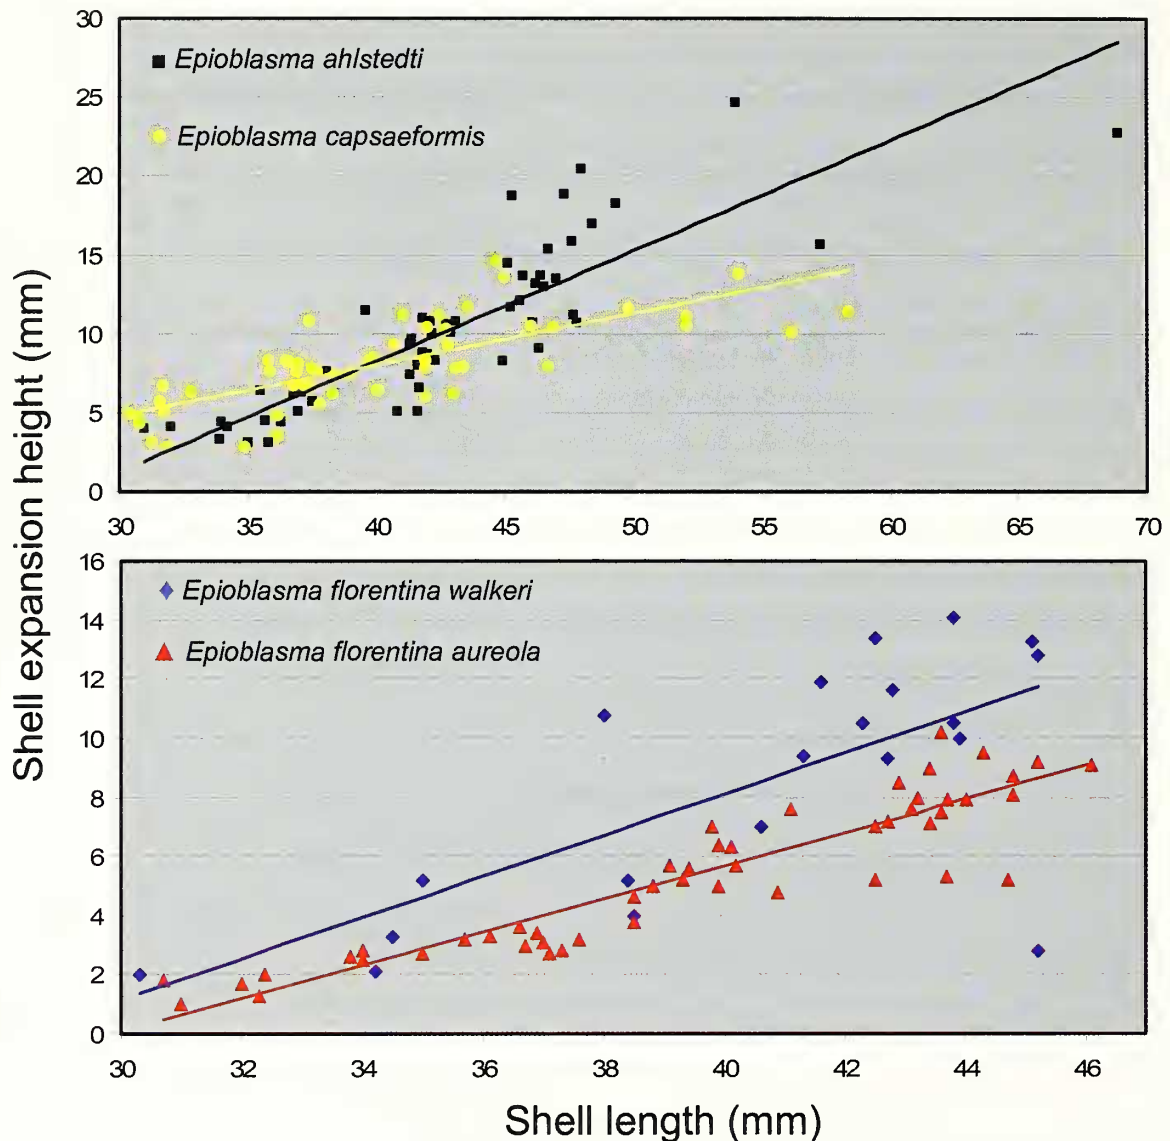 Shell expansion height (mm)
30
25
20
15
10
5
0
Epioblasma ahlstedti
Epioblasma capsaeformis
30 35 40 45 50 55 60 65 70
16
14
12
10
8
6
4
2
0
Epioblasma florentina walkeri
Epioblasma florentina aureola
30 32 34 36 38 40 42 44 46
Shell length (mm)